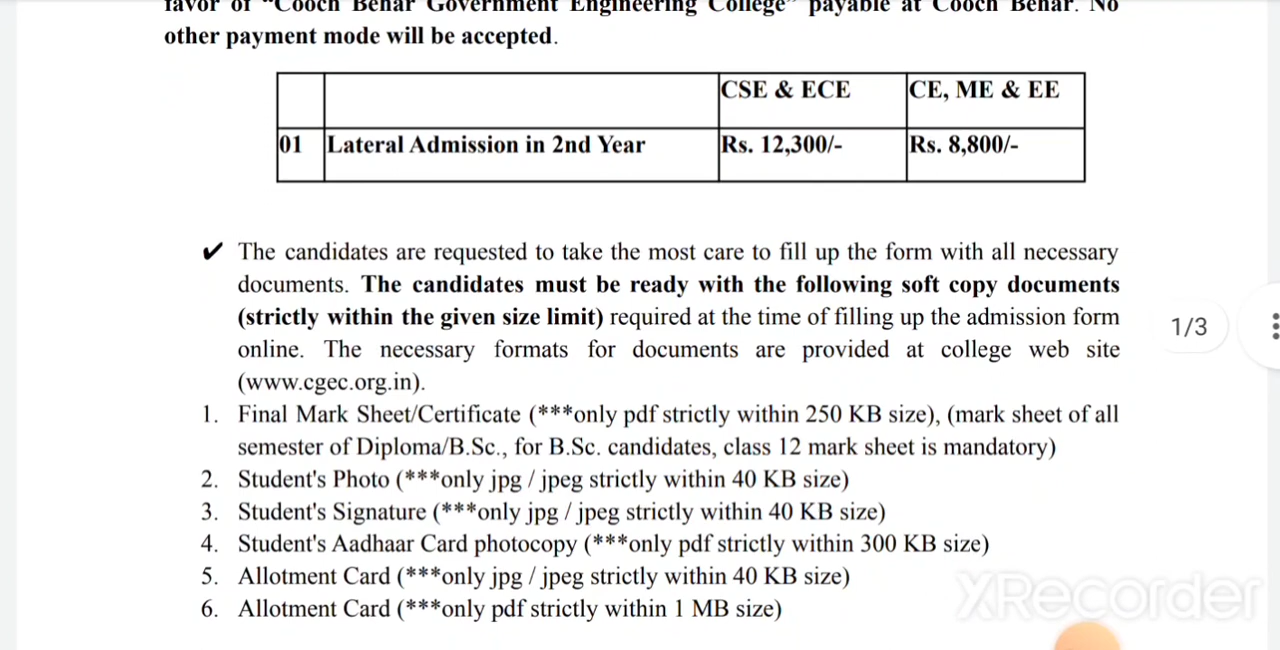 favor of "Cooch Behar Government Engineering College" payable at Cooch Behar. No
other payment mode will be accepted.
CSE & ECE CE, ME & EE
01 Lateral Admission in 2nd Year Rs. 12,300/- Rs. 8,800/-
✔ The candidates are requested to take the most care to fill up the form with all necessary
documents. The candidates must be ready with the following soft copy documents
(strictly within the given size limit) required at the time of filling up the admission form
online. The necessary formats for documents are provided at college web site
(www.cgec.org.in).
1. Final Mark Sheet/Certificate (***only pdf strictly within 250 KB size), (mark sheet of all
semester of Diploma/B.Sc., for B.Sc. candidates, class 12 mark sheet is mandatory)
2. Student's Photo (***only jpg / jpeg strictly within 40 KB size)
3. Student's Signature (***only jpg / jpeg strictly within 40 KB size)
4. Student's Aadhaar Card photocopy (***only pdf strictly within 300 KB size)
5. Allotment Card (***only jpg / jpeg strictly within 40 KB size)
6. Allotment Card (***only pdf strictly within 1 MB size)
1/3
XRecorder